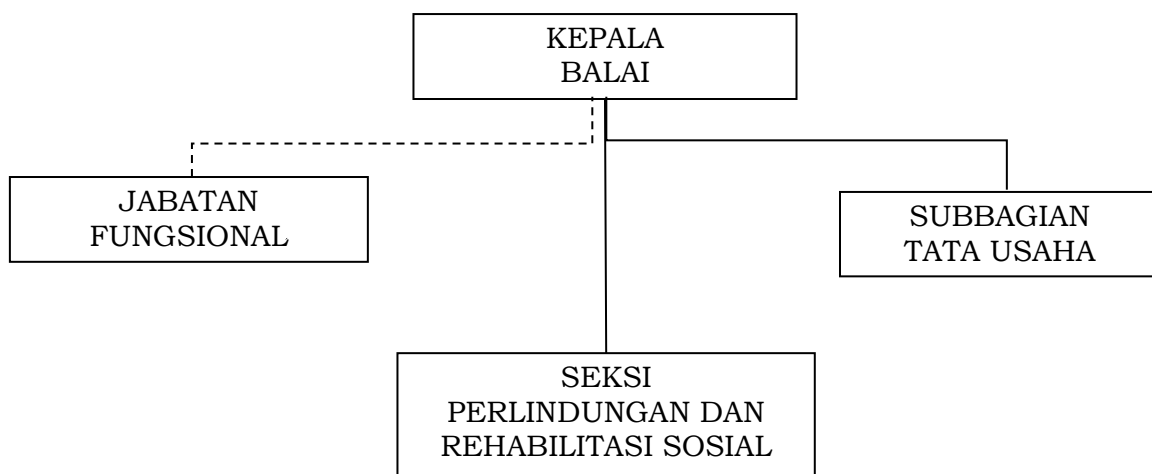 KEPALA
BALAI
JABATAN
FUNGSIONAL
SUBBAGIAN
TATA USAHA
SEKSI
PERLINDUNGAN DAN
REHABILITASI SOSIAL